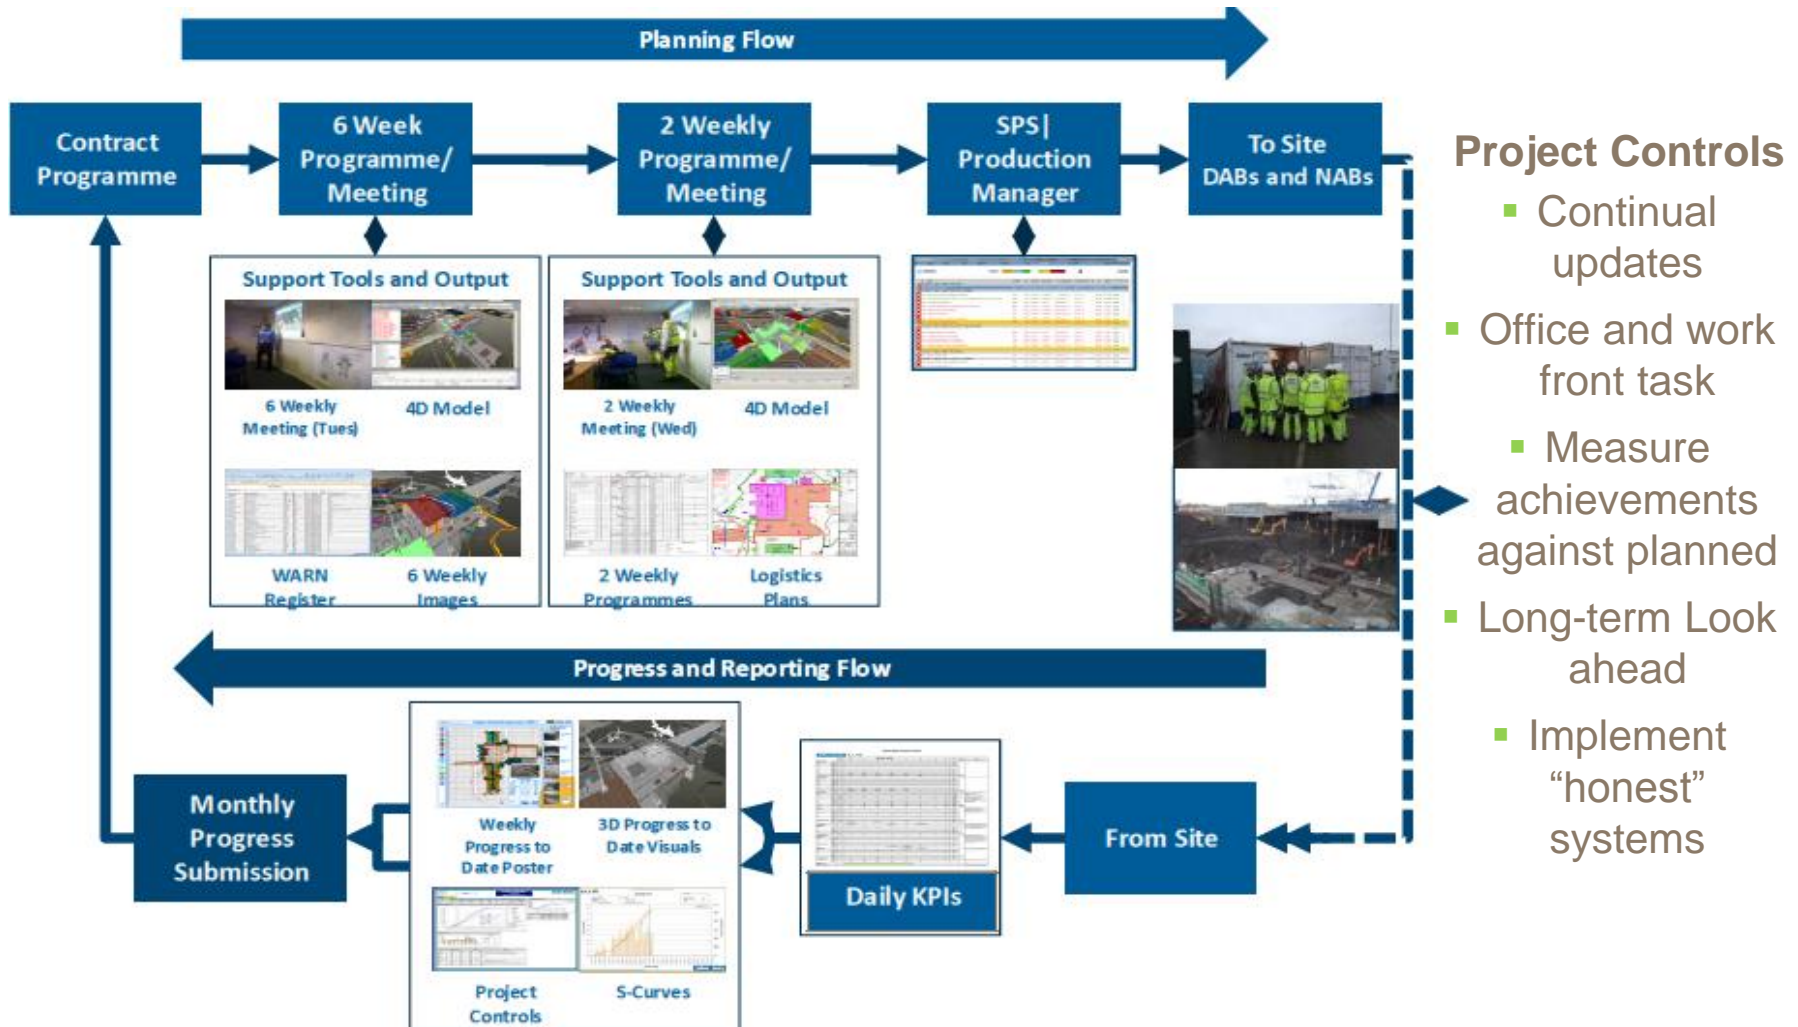 Planning Flow
Contract
Programme
6 Week
Programme/
Meeting
2 Weekly
Programme/
Meeting
SPS|
Production
Manager
To Site
DABs and NABs
Support Tools and Output
6 Weekly
Meeting (Tues)
4D Model
WARN
Register
6 Weekly
Images
Support Tools and Output
2 Weekly
Meeting (Wed)
4D Model
2 Weekly
Programmes
Logistics
Plans
Project Controls
Continual
updates
Office and work
front task
Measure
achievements
against planned
Long-term Look
ahead
Implement
“honest”
systems
Progress and Reporting Flow
Monthly
Progress
Submission
Weekly
Progress to
Date Poster
3D Progress to
Date Visuals
Project
Controls
S-Curves
Daily KPIs
From Site